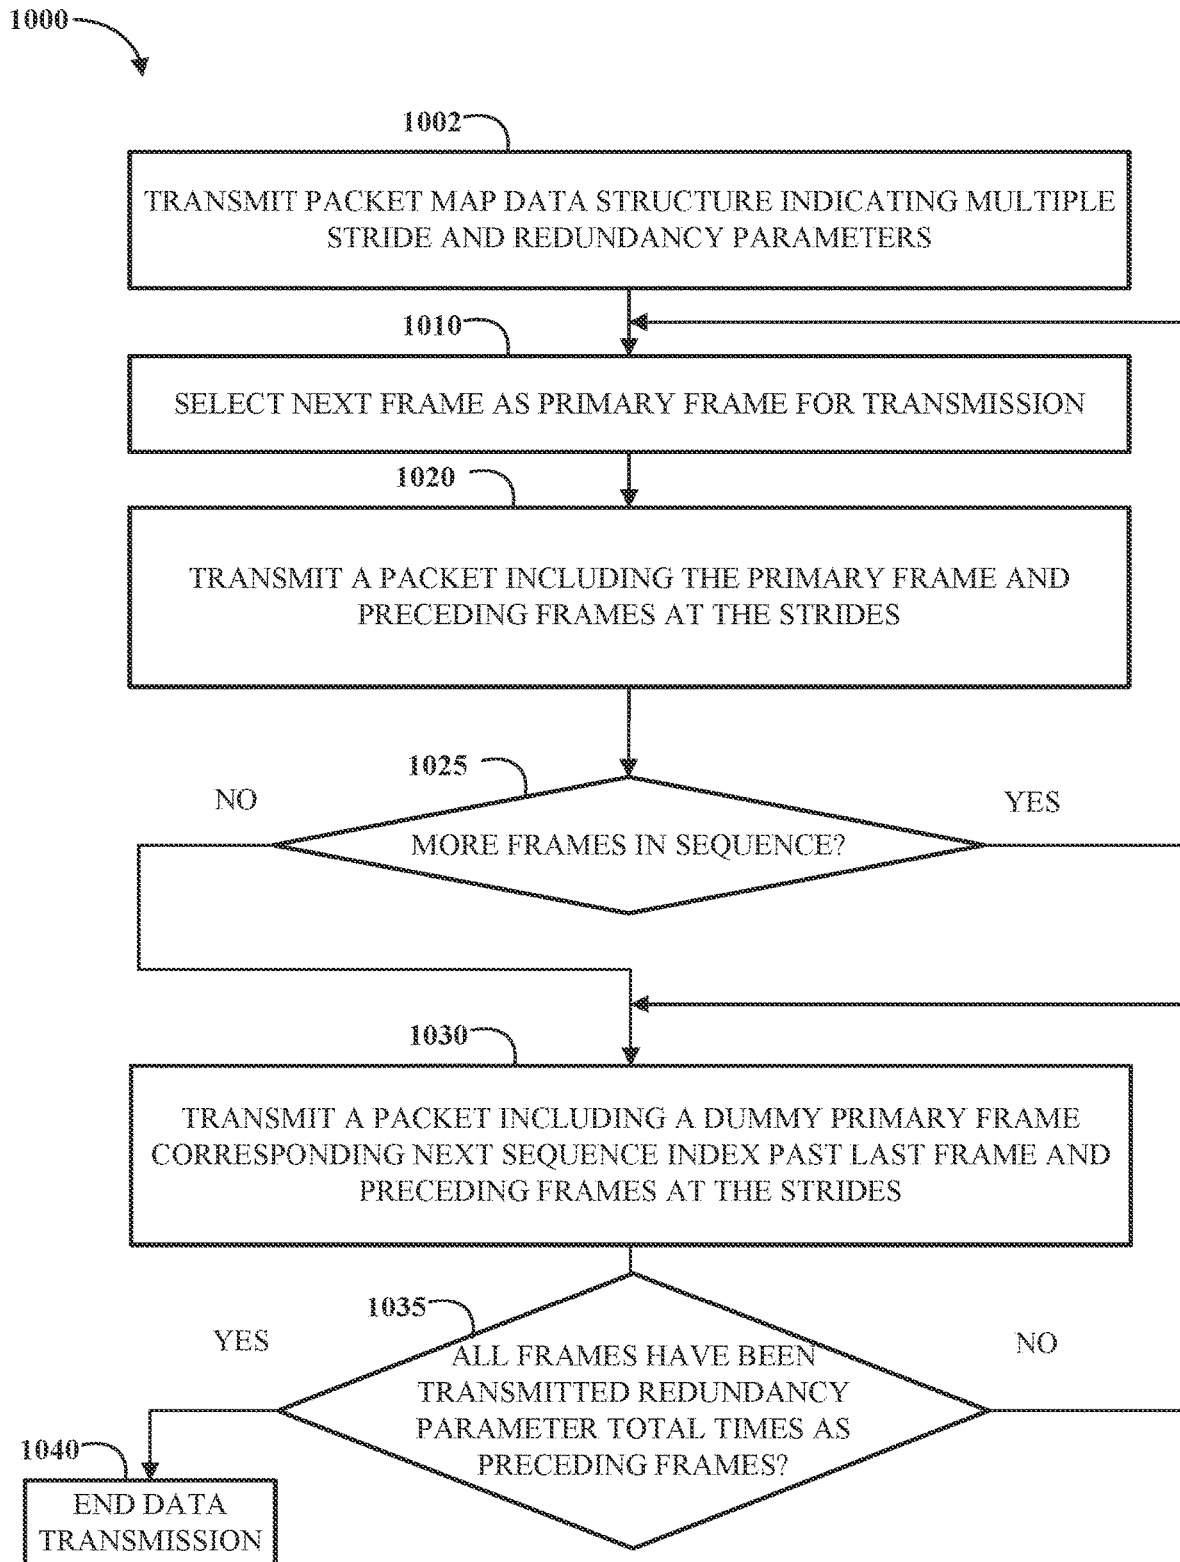 1000
1002
TRANSMIT PACKET MAP DATA STRUCTURE INDICATING MULTIPLE
STRIDE AND REDUNDANCY PARAMETERS
1010
SELECT NEXT FRAME AS PRIMARY FRAME FOR TRANSMISSION
1020
TRANSMIT A PACKET INCLUDING THE PRIMARY FRAME AND
PRECEDING FRAMES AT THE STRIDES
1025
NO
YES
MORE FRAMES IN SEQUENCE?
1030
TRANSMIT A PACKET INCLUDING A DUMMY PRIMARY FRAME
CORRESPONDING NEXT SEQUENCE INDEX PAST LAST FRAME AND
PRECEDING FRAMES AT THE STRIDES
1035
YES
NO
ALL FRAMES HAVE BEEN
TRANSMITTED REDUNDANCY
PARAMETER TOTAL TIMES AS
PRECEDING FRAMES?
1040
END DATA
TRANSMISSION